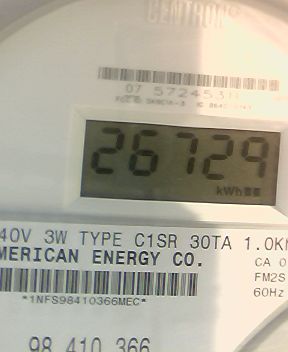 CENTRON®
07 572453
26729
kWh
40V 3W TYPE C1SR 30TA 1.0K
MERICAN ENERGY CO.
CA 0
FM2S
60Hz
*1NFS98410366MEC*
98 410 366